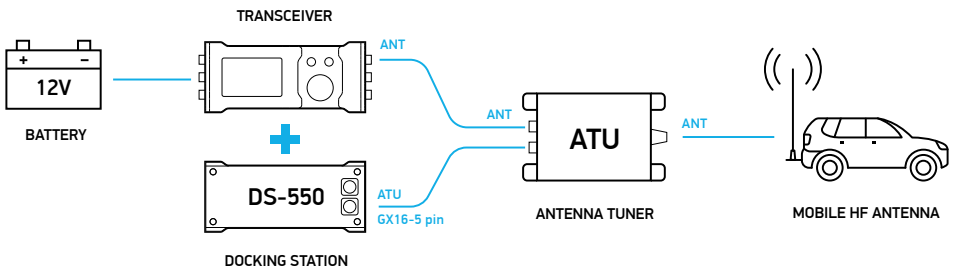 TRANSCEIVER
ANT
+ −
12V
BATTERY
ANT
ATU
ANT
DS-550
ATU
GX16-5 pin
ANTENNA TUNER
MOBILE HF ANTENNA
DOCKING STATION